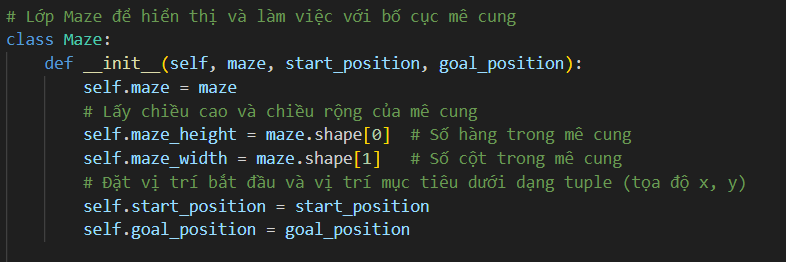 # Lớp Maze để hiển thị và làm việc với bố cục mê cung
class Maze:
    def __init__(self, maze, start_position, goal_position):
        self.maze = maze
        # Lấy chiều cao và chiều rộng của mê cung
        self.maze_height = maze.shape[0]  # Số hàng trong mê cung
        self.maze_width = maze.shape[1]   # Số cột trong mê cung
        # Đặt vị trí bắt đầu và vị trí mục tiêu dưới dạng tuple (tọa độ x, y)
        self.start_position = start_position
        self.goal_position = goal_position